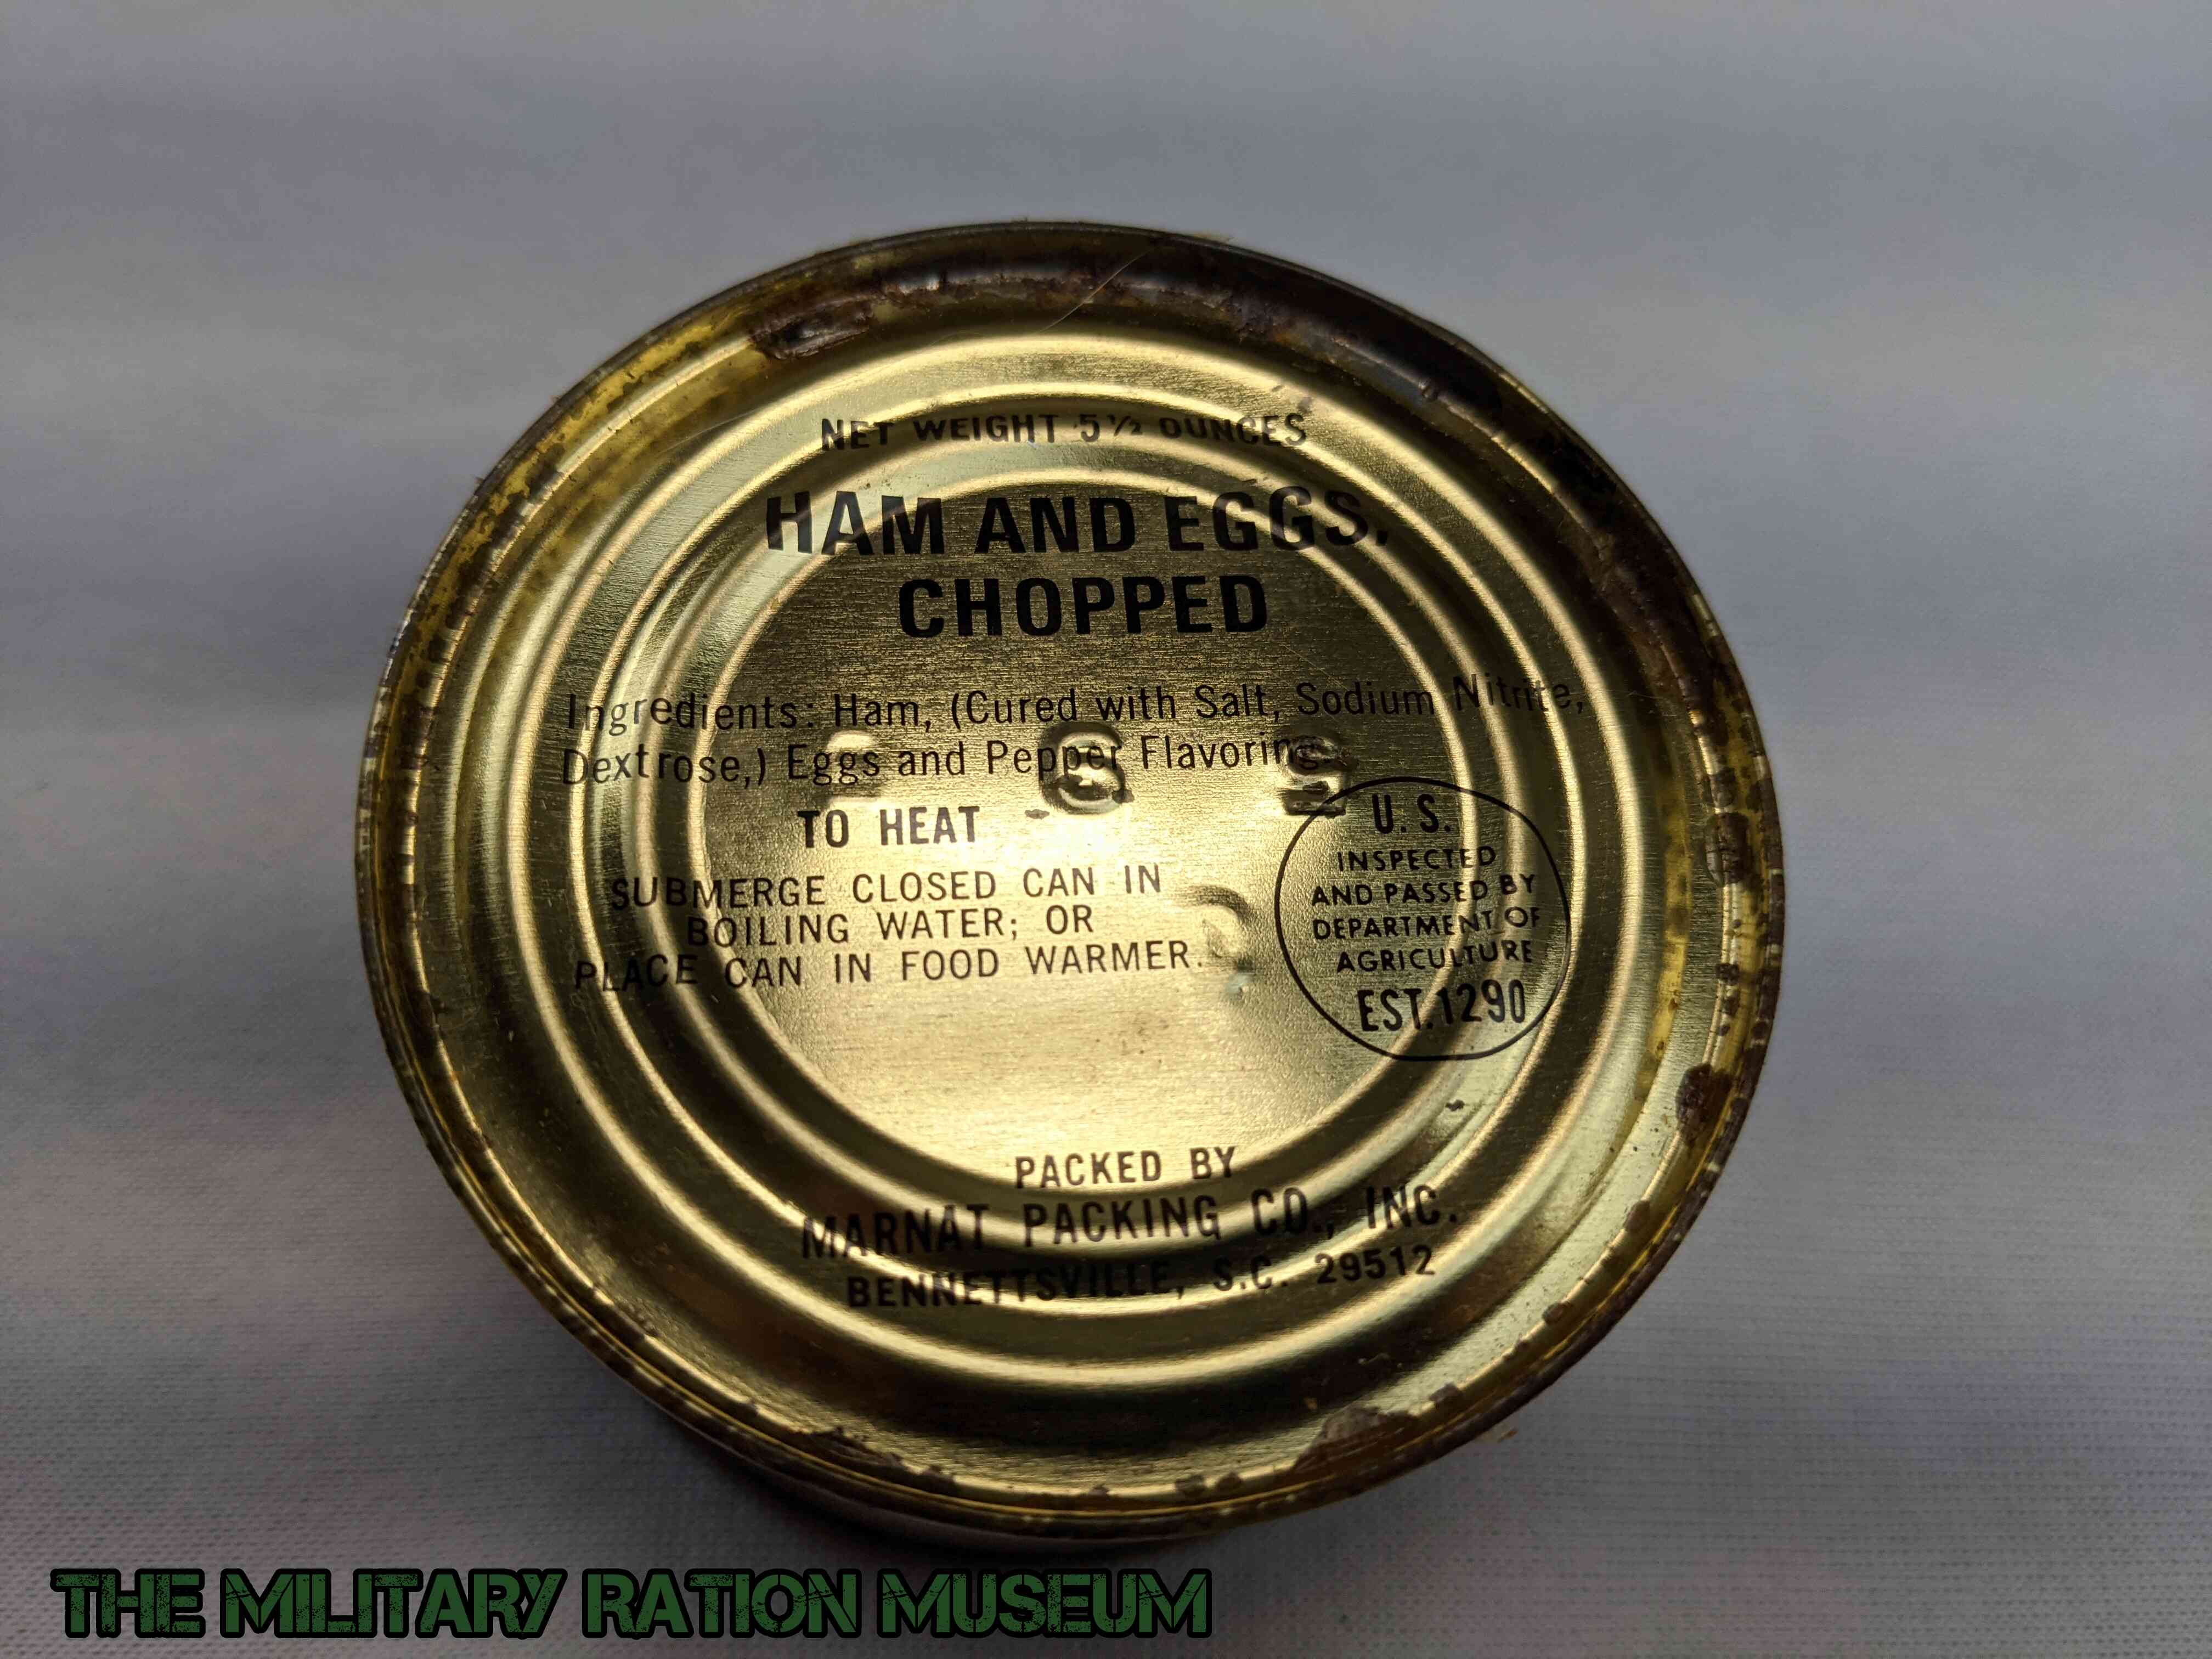 NET WEIGHT 5½ OUNCES
HAM AND EGGS,
CHOPPED
Ingredients: Ham, (Cured with Salt, Sodium Nitrite,
Dextrose,) Eggs and Pepper Flavoring.
TO HEAT
SUBMERGE CLOSED CAN IN
BOILING WATER; OR
PLACE CAN IN FOOD WARMER.
U. S.
INSPECTED
AND PASSED BY
DEPARTMENT OF
AGRICULTURE
EST. 1290
PACKED BY
MARNAT PACKING CO., INC.
BENNETTSVILLE, S.C. 29512
THE MILITARY RATION MUSEUM